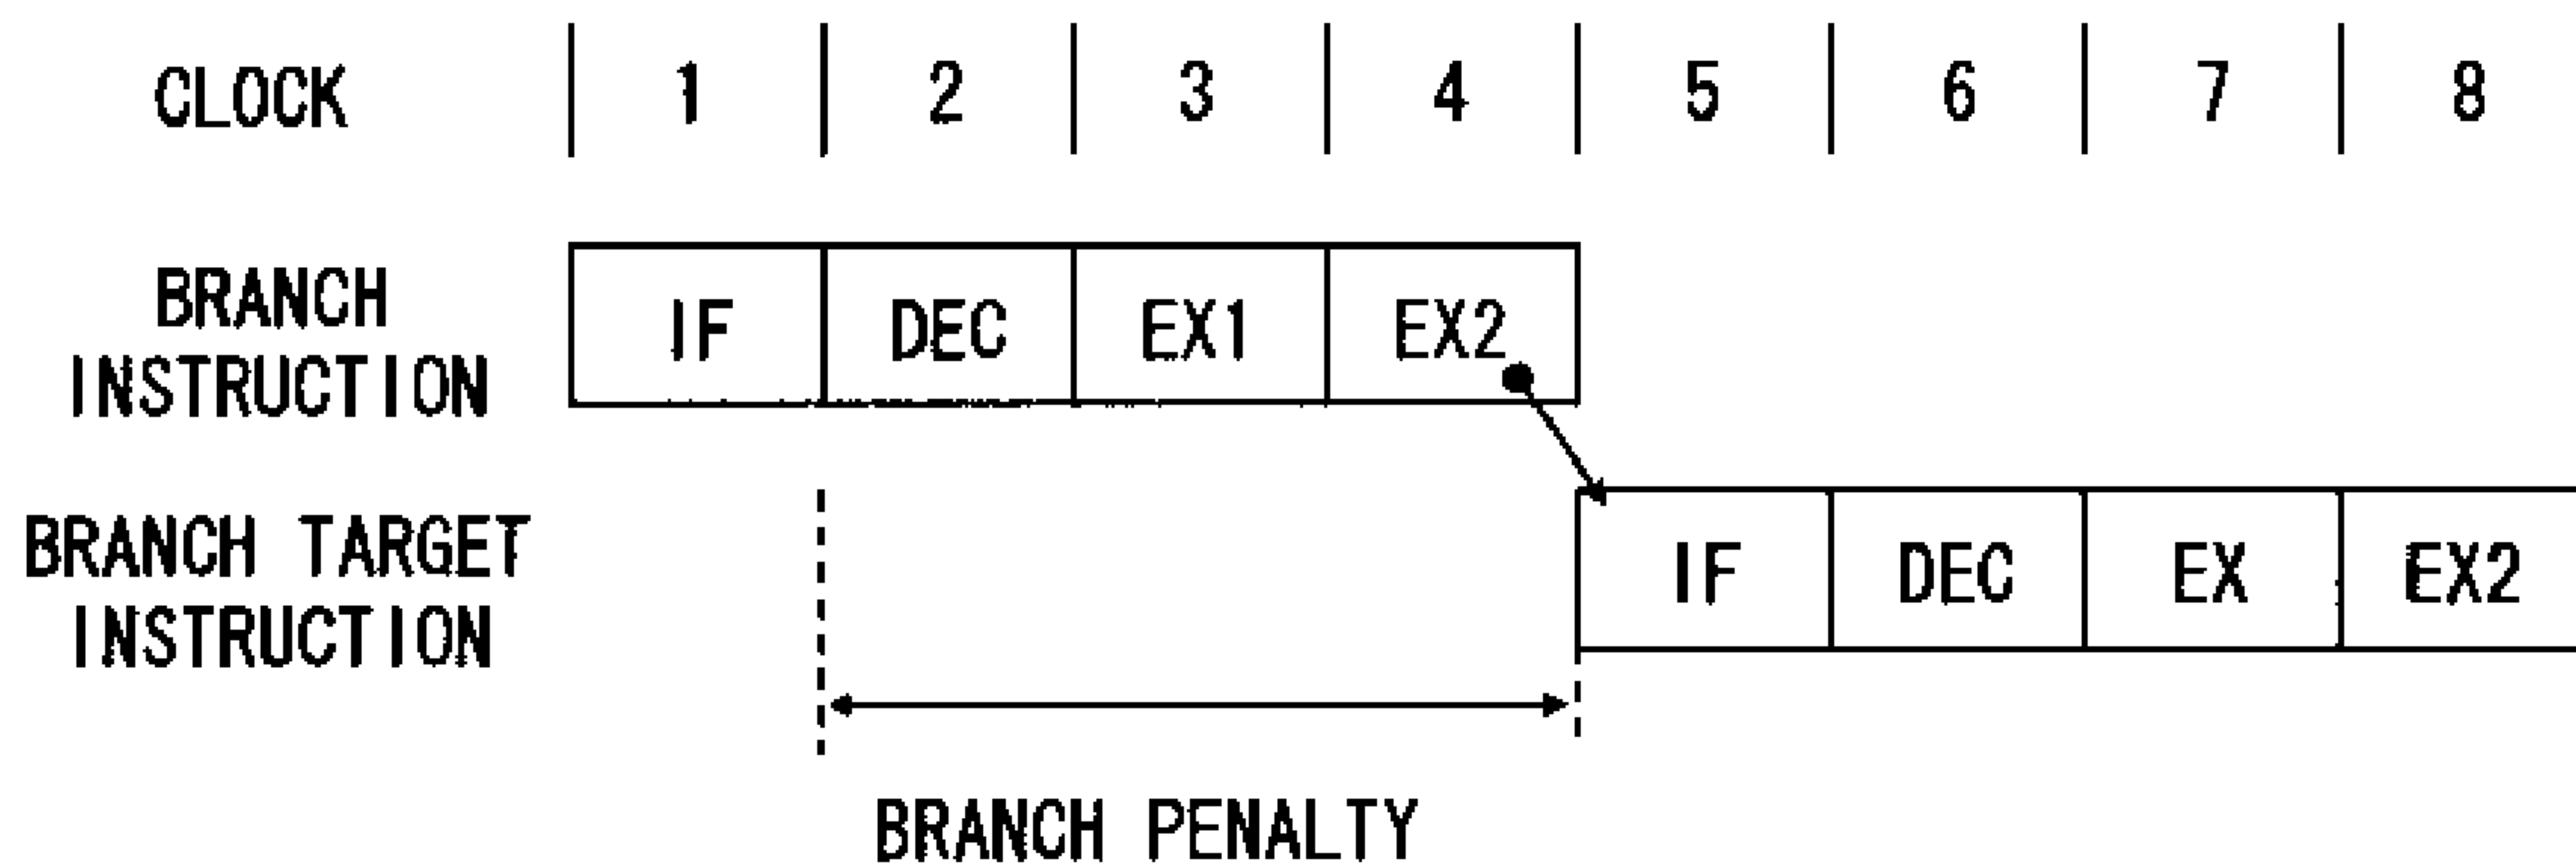 CLOCK 1 2 3 4 5 6 7 8
BRANCH
INSTRUCTION
IF DEC EX1 EX2
BRANCH TARGET
INSTRUCTION
IF DEC EX EX2
BRANCH PENALTY